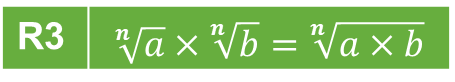 R3 ⁿ√a × ⁿ√b = ⁿ√(a × b)